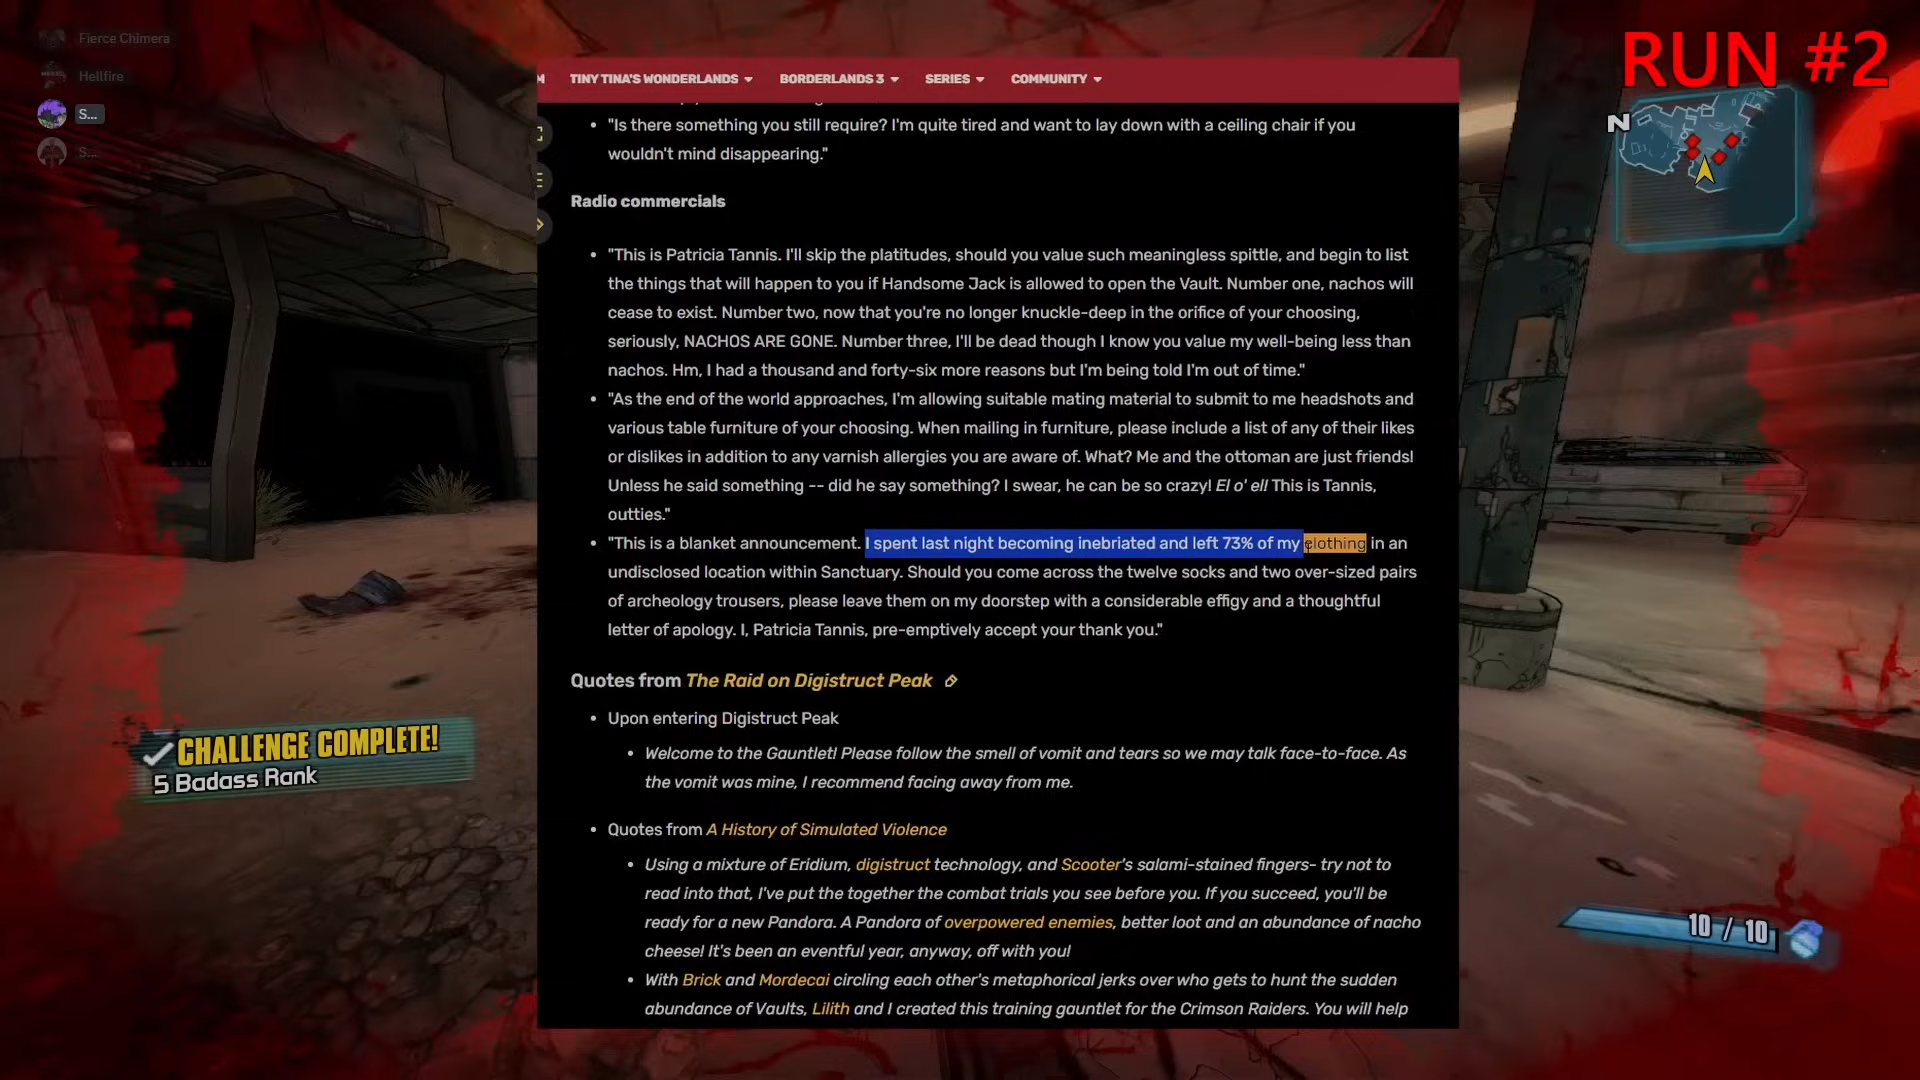 Fierce Chimera
Hellfire
S...
S...
RUN #2
N
M TINY TINA'S WONDERLANDS BORDERLANDS 3 SERIES COMMUNITY
• "Is there something you still require? I'm quite tired and want to lay down with a ceiling chair if you
wouldn't mind disappearing."
Radio commercials
• "This is Patricia Tannis. I'll skip the platitudes, should you value such meaningless spittle, and begin to list
the things that will happen to you if Handsome Jack is allowed to open the Vault. Number one, nachos will
cease to exist. Number two, now that you're no longer knuckle-deep in the orifice of your choosing,
seriously, NACHOS ARE GONE. Number three, I'll be dead though I know you value my well-being less than
nachos. Hm, I had a thousand and forty-six more reasons but I'm being told I'm out of time."
• "As the end of the world approaches, I'm allowing suitable mating material to submit to me headshots and
various table furniture of your choosing. When mailing in furniture, please include a list of any of their likes
or dislikes in addition to any varnish allergies you are aware of. What? Me and the ottoman are just friends!
Unless he said something -- did he say something? I swear, he can be so crazy! El o' el! This is Tannis,
outties."
• "This is a blanket announcement. I spent last night becoming inebriated and left 73% of my clothing in an
undisclosed location within Sanctuary. Should you come across the twelve socks and two over-sized pairs
of archeology trousers, please leave them on my doorstep with a considerable effigy and a thoughtful
letter of apology. I, Patricia Tannis, pre-emptively accept your thank you."
Quotes from The Raid on Digistruct Peak
• Upon entering Digistruct Peak
• Welcome to the Gauntlet! Please follow the smell of vomit and tears so we may talk face-to-face. As
the vomit was mine, I recommend facing away from me.
• Quotes from A History of Simulated Violence
• Using a mixture of Eridium, digistruct technology, and Scooter's salami-stained fingers- try not to
read into that, I've put the together the combat trials you see before you. If you succeed, you'll be
ready for a new Pandora. A Pandora of overpowered enemies, better loot and an abundance of nacho
cheese! It's been an eventful year, anyway, off with you!
• With Brick and Mordecai circling each other's metaphorical jerks over who gets to hunt the sudden
abundance of Vaults, Lilith and I created this training gauntlet for the Crimson Raiders. You will help
CHALLENGE COMPLETE!
5 Badass Rank
10 / 10